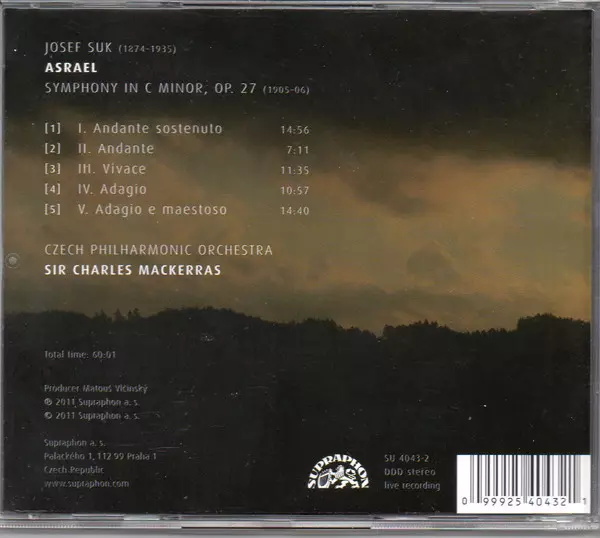 JOSEF SUK (1874-1935)
ASRAEL
SYMPHONY IN C MINOR, OP. 27 (1905-06)
[1] I. Andante sostenuto 14:56
[2] II. Andante 7:11
[3] III. Vivace 11:35
[4] IV. Adagio 10:57
[5] V. Adagio e maestoso 14:40
CZECH PHILHARMONIC ORCHESTRA
SIR CHARLES MACKERRAS
Total time: 60:01
Producer Matouš Vlčinský
℗ 2011 Supraphon a. s.
© 2011 Supraphon a. s.
Supraphon a. s.
Palackého 1, 112 99 Praha 1
Czech Republic
www.supraphon.com
SUPRAPHON
SU 4043-2
DDD stereo
live recording
0 99925 40432 1